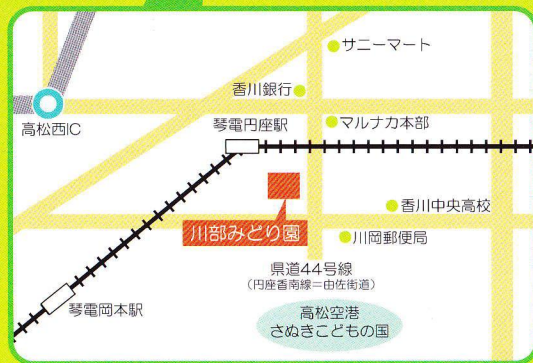 サニーマート
香川銀行
高松西IC
琴電円座駅
マルナカ本部
香川中央高校
川部みどり園
川岡郵便局
県道44号線
（円座香南線＝由佐街道）
琴電岡本駅
高松空港
さぬきこどもの国